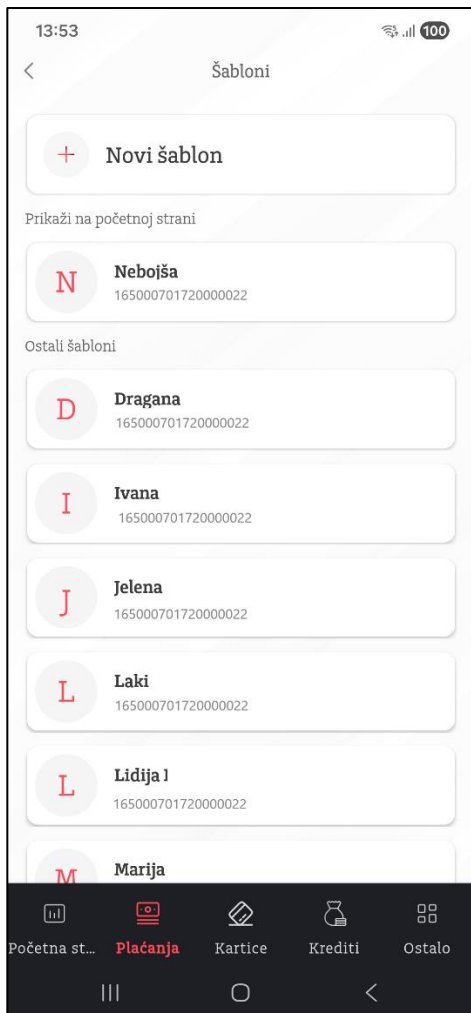 13:53
100
Šabloni
Novi šablon
Prikaži na početnoj strani
N
Nebojša
165000701720000022
Ostali šabloni
D
Dragana
165000701720000022
I
Ivana
165000701720000022
J
Jelena
165000701720000022
L
Laki
165000701720000022
L
Lidija l
165000701720000022
M
Marija
Početna st...
Plaćanja
Kartice
Krediti
Ostalo